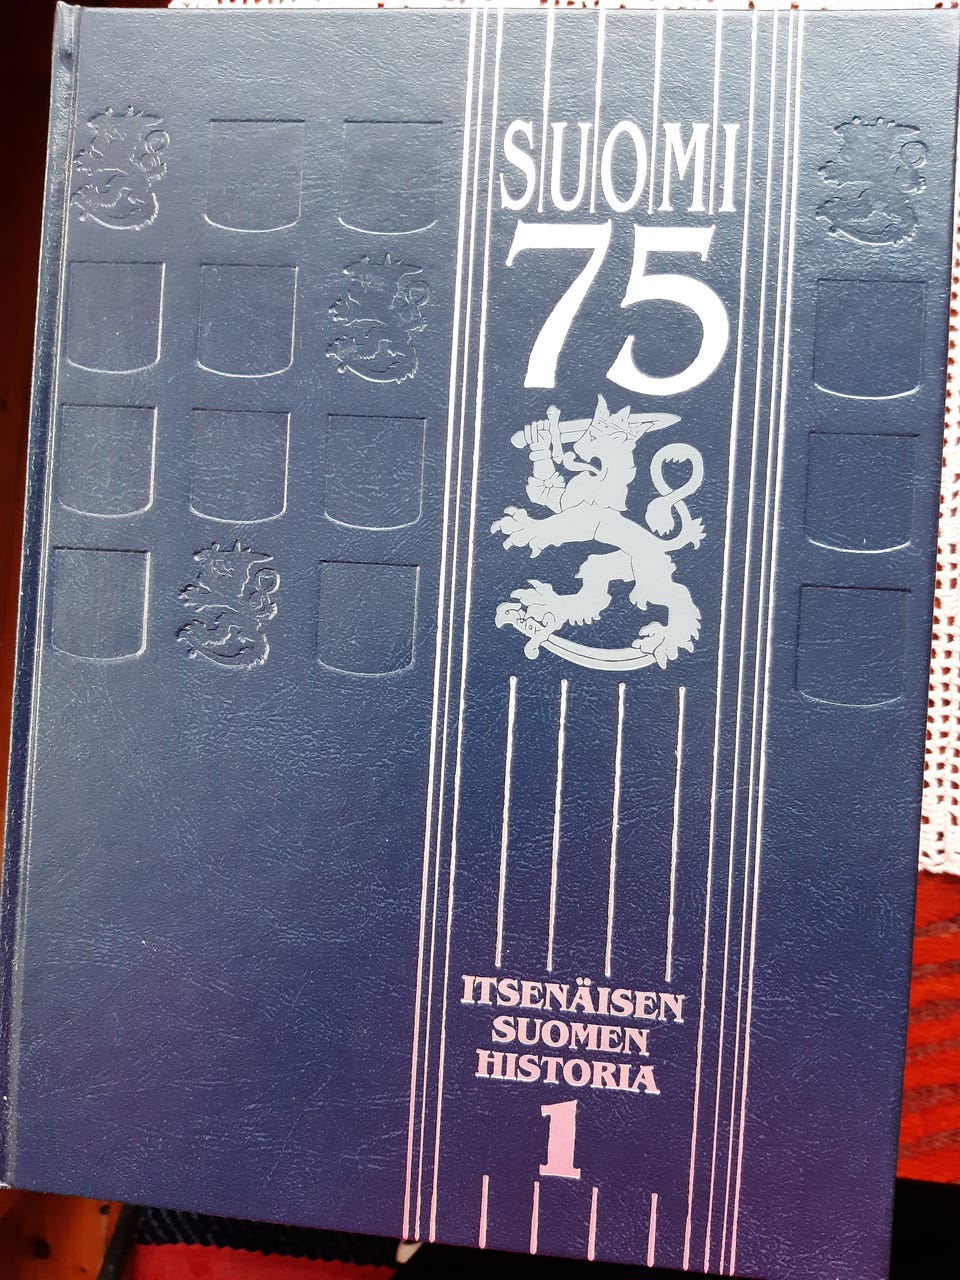 SUOMI
75
ITSENÄISEN
SUOMEN
HISTORIA
1